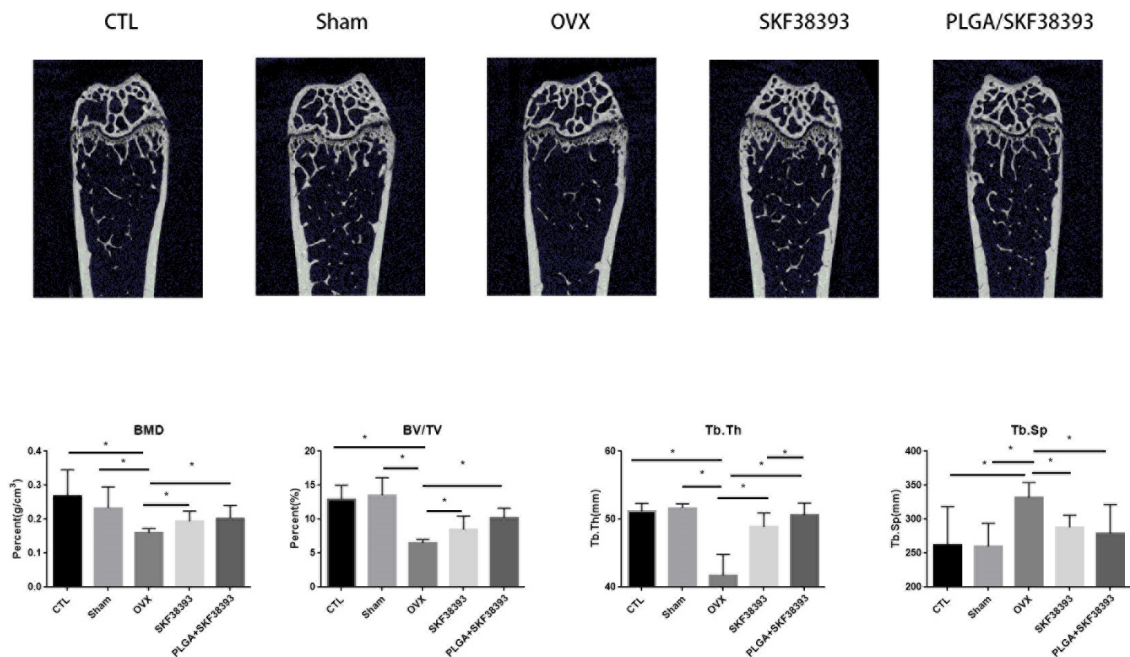 CTL
Sham
OVX
SKF38393
PLGA/SKF38393
BMD
Percent(g/cm³)
0.4
0.3
0.2
0.1
0.0
*
*
*
*
CTL
Sham
OVX
SKF38393
PLGA+SKF38393
BV/TV
Percent(%)
20
15
10
5
0
*
*
*
*
CTL
Sham
OVX
SKF38393
PLGA+SKF38393
Tb.Th
Tb.Th(mm)
60
50
40
*
*
*
*
*
CTL
Sham
OVX
SKF38393
PLGA+SKF38393
Tb.Sp
Tb.Sp(mm)
400
350
300
250
200
*
*
*
*
CTL
Sham
OVX
SKF38393
PLGA+SKF38393